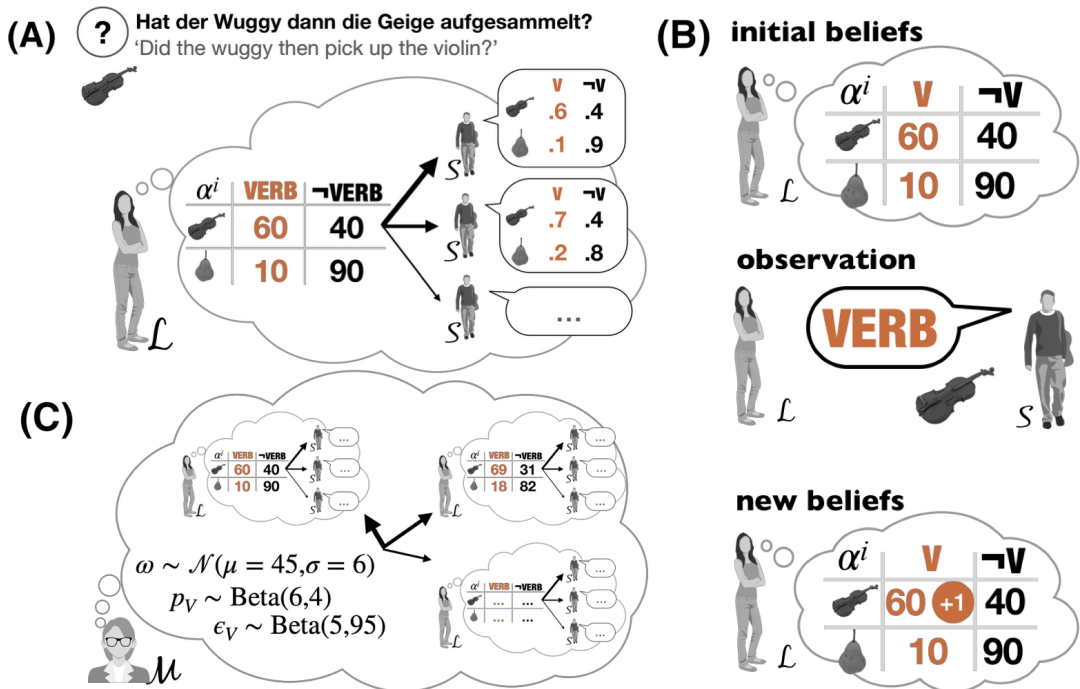 (A)
?
Hat der Wuggy dann die Geige aufgesammelt?
'Did the wuggy then pick up the violin?'
αⁱ VERB ¬VERB
60 40
10 90
ℒ
V ¬V
.6 .4
.1 .9
𝒮
V ¬V
.7 .4
.2 .8
𝒮
...
𝒮
(B)
initial beliefs
αⁱ V ¬V
60 40
10 90
ℒ
observation
VERB
ℒ
𝒮
new beliefs
αⁱ V ¬V
60 +1 40
10 90
ℒ
(C)
αⁱ VERB ¬VERB
60 40
10 90
ℒ
𝒮 ...
𝒮 ...
𝒮 ...
αⁱ VERB ¬VERB
69 31
18 82
ℒ
𝒮 ...
𝒮 ...
𝒮 ...
αⁱ VERB ¬VERB
... ...
... ...
ℒ
𝒮 ...
𝒮 ...
𝒮 ...
ω ~ 𝒩(μ = 45,σ = 6)
p_V ~ Beta(6,4)
ϵ_V ~ Beta(5,95)
ℳ